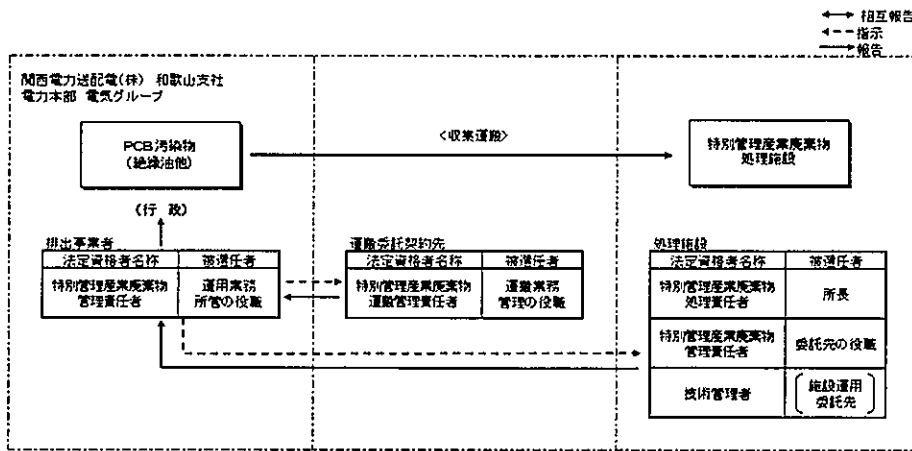 相互報告
指示
報告
関西電力送配電(株) 和歌山支社
電力本部 電気グループ
PCB汚染物
(絶縁油他)
<収集運搬>
特別管理産業廃棄物
処理施設
(行 政)
排出事業者
法定資格者名称 被選任者
特別管理産業廃棄物
管理責任者
運用業務
所管の役職
運搬委託契約先
法定資格者名称 被選任者
特別管理産業廃棄物
運搬管理責任者
運搬業務
管理の役職
処理施設
法定資格者名称 被選任者
特別管理産業廃棄物
処理責任者
所長
特別管理産業廃棄物
管理責任者
委託先の役職
技術管理者
施設運用
委託先